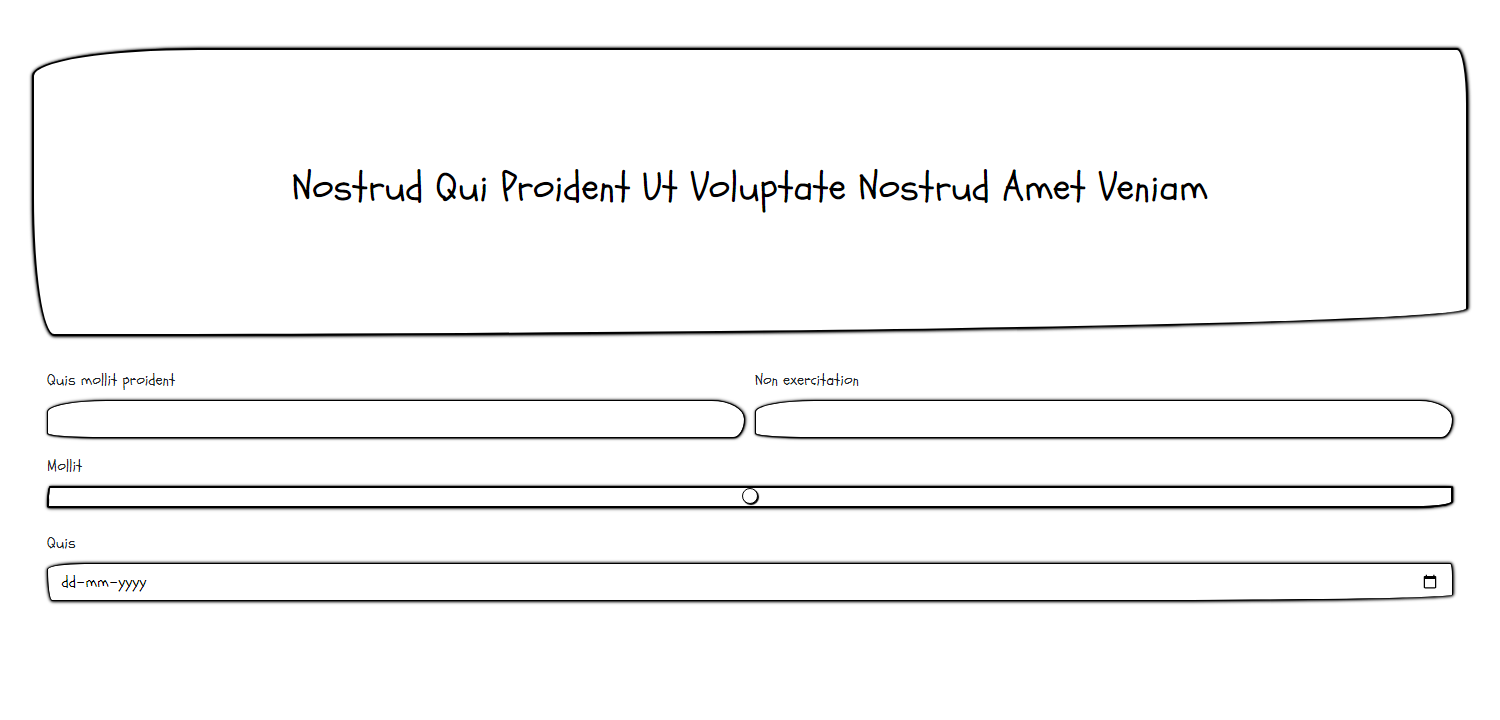 Nostrud Qui Proident Ut Voluptate Nostrud Amet Veniam
Quis mollit proident
Non exercitation
Mollit
Quis
dd-mm-yyyy